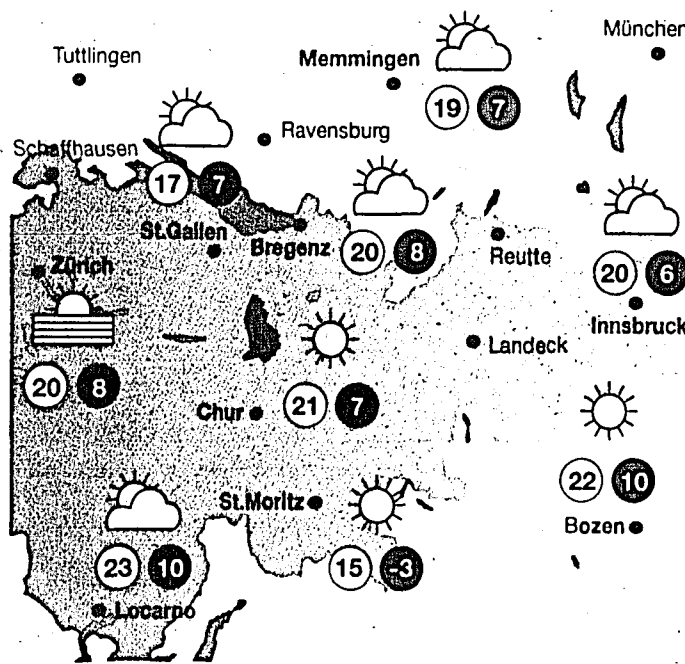 München
Tuttlingen
Memmingen
19 7
Ravensburg
Schaffhausen
17 7
St.Gallen
Bregenz
20 8
Reutte
Zürich
20 6
Innsbruck
Landeck
20 8
Chur
21 7
22 10
St.Moritz
Bozen
23 10
15 -3
Locarno